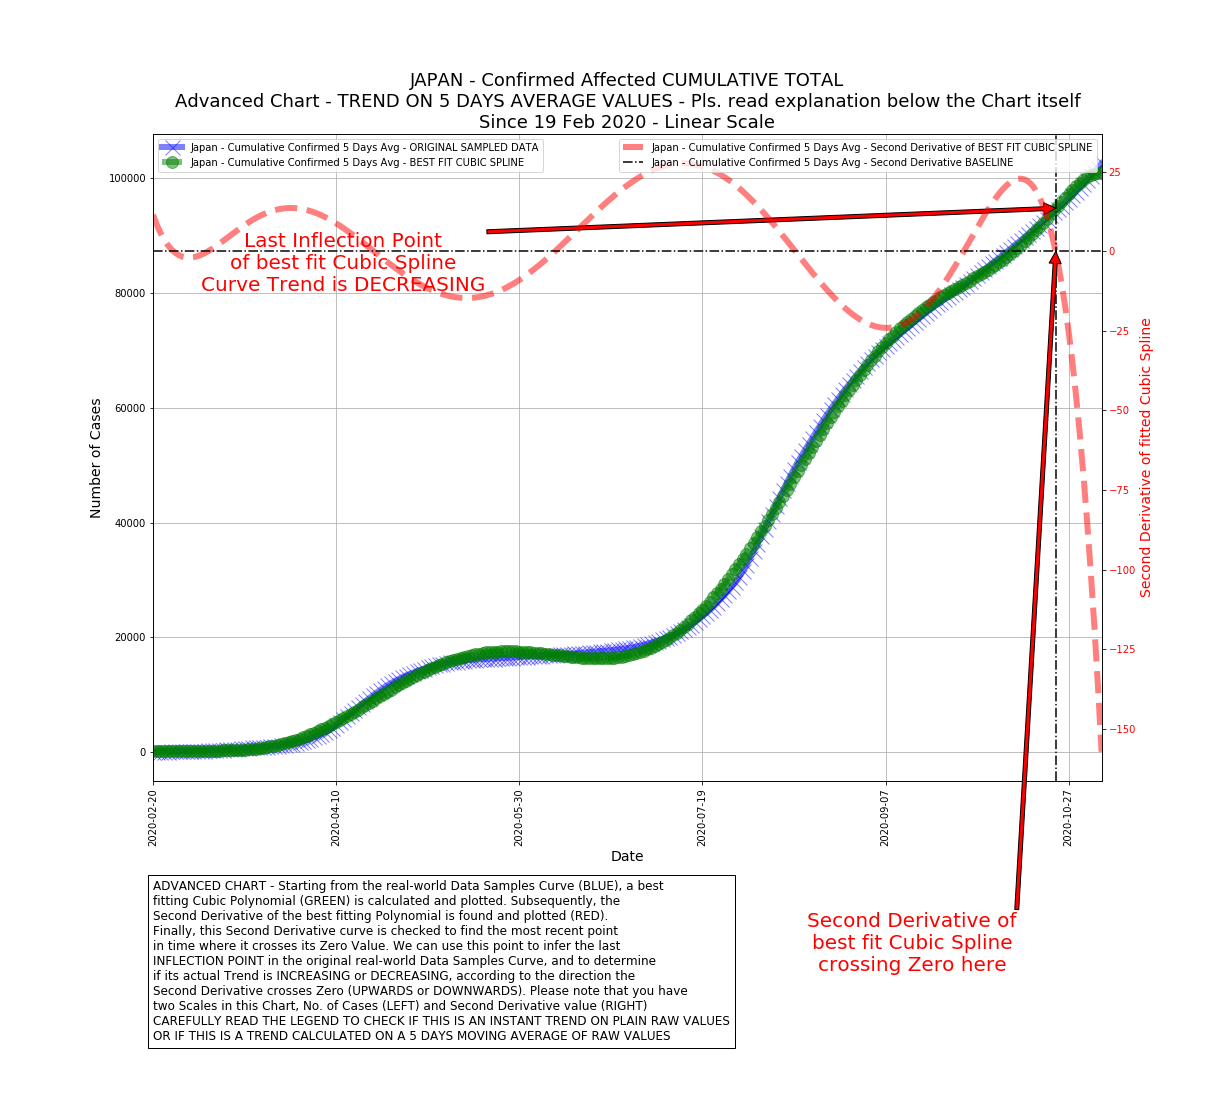 JAPAN - Confirmed Affected CUMULATIVE TOTAL
Advanced Chart - TREND ON 5 DAYS AVERAGE VALUES - Pls. read explanation below the Chart itself
Since 19 Feb 2020 - Linear Scale
Japan - Cumulative Confirmed 5 Days Avg - ORIGINAL SAMPLED DATA
Japan - Cumulative Confirmed 5 Days Avg - BEST FIT CUBIC SPLINE
Japan - Cumulative Confirmed 5 Days Avg - Second Derivative of BEST FIT CUBIC SPLINE
Japan - Cumulative Confirmed 5 Days Avg - Second Derivative BASELINE
Last Inflection Point
of best fit Cubic Spline
Curve Trend is DECREASING
Number of Cases
100000
80000
60000
40000
20000
0
25
0
−25
−50
−75
−100
−125
−150
Second Derivative of fitted Cubic Spline
2020-02-20
2020-04-10
2020-05-30
2020-07-19
2020-09-07
2020-10-27
Date
ADVANCED CHART - Starting from the real-world Data Samples Curve (BLUE), a best
fitting Cubic Polynomial (GREEN) is calculated and plotted. Subsequently, the
Second Derivative of the best fitting Polynomial is found and plotted (RED).
Finally, this Second Derivative curve is checked to find the most recent point
in time where it crosses its Zero Value. We can use this point to infer the last
INFLECTION POINT in the original real-world Data Samples Curve, and to determine
if its actual Trend is INCREASING or DECREASING, according to the direction the
Second Derivative crosses Zero (UPWARDS or DOWNWARDS). Please note that you have
two Scales in this Chart, No. of Cases (LEFT) and Second Derivative value (RIGHT)
CAREFULLY READ THE LEGEND TO CHECK IF THIS IS AN INSTANT TREND ON PLAIN RAW VALUES
OR IF THIS IS A TREND CALCULATED ON A 5 DAYS MOVING AVERAGE OF RAW VALUES
Second Derivative of
best fit Cubic Spline
crossing Zero here